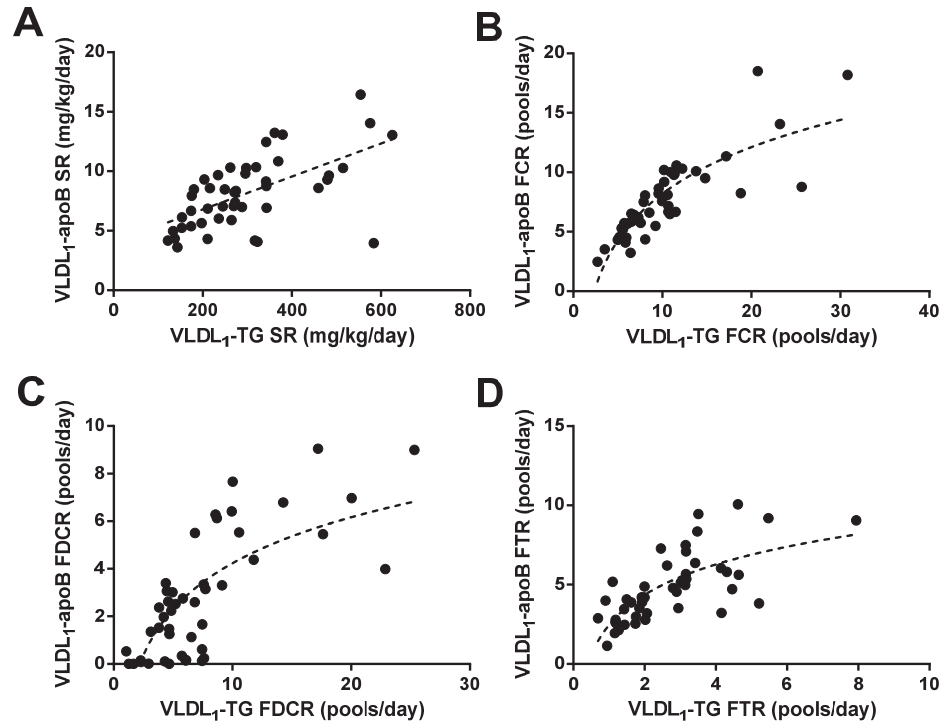 A
VLDL1-apoB SR (mg/kg/day)
20
15
10
5
0
0 200 400 600 800
VLDL1-TG SR (mg/kg/day)
B
VLDL1-apoB FCR (pools/day)
20
15
10
5
0
0 10 20 30 40
VLDL1-TG FCR (pools/day)
C
VLDL1-apoB FDCR (pools/day)
10
8
6
4
2
0
0 10 20 30
VLDL1-TG FDCR (pools/day)
D
VLDL1-apoB FTR (pools/day)
15
10
5
0
0 2 4 6 8 10
VLDL1-TG FTR (pools/day)